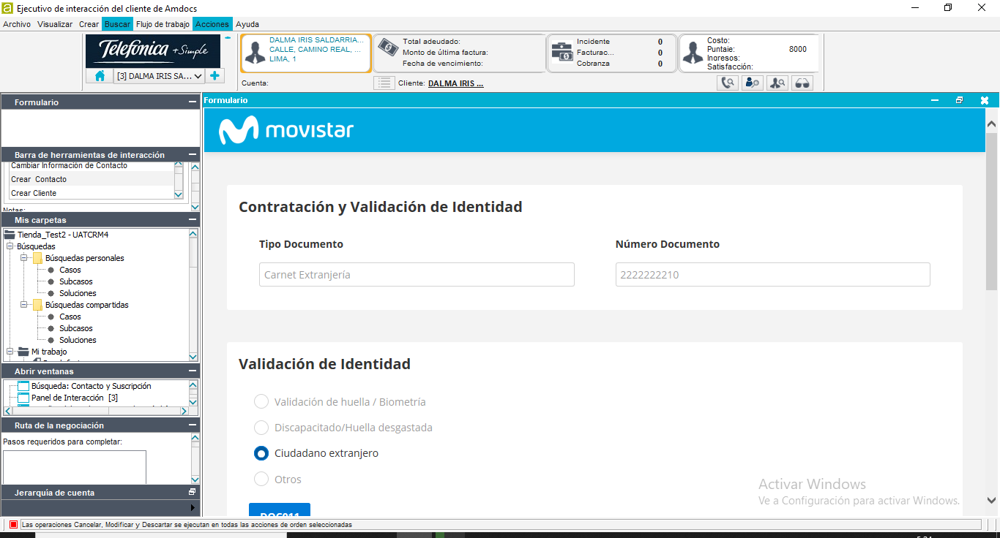 Ejecutivo de interacción del cliente de Amdocs
Archivo Visualizar Crear Buscar Flujo de trabajo Acciones Ayuda
Telefónica +Simple
[3] DALMA IRIS SA...
DALMA IRIS SALDARRIA...
CALLE, CAMINO REAL, ...
LIMA, 1
Total adeudado:
Monto de última factura:
Fecha de vencimiento:
Incidente 0
Facturac... 0
Cobranza 0
Costo:
Puntaie: 8000
Inoresos:
Satisfacción:
Cuenta:
Cliente: DALMA IRIS ...
Formulario
Barra de herramientas de interacción
Cambiar Información de Contacto
Crear Contacto
Crear Cliente
Notas:
Mis carpetas
Tienda_Test2 - UATCRM4
Búsquedas
Búsquedas personales
Casos
Subcasos
Soluciones
Búsquedas compartidas
Casos
Subcasos
Soluciones
Mi trabajo
Abrir ventanas
Búsqueda: Contacto y Suscripción
Panel de Interacción [3]
Ruta de la negociación
Pasos requeridos para completar:
Jerarquía de cuenta
Formulario
movistar
Contratación y Validación de Identidad
Tipo Documento
Número Documento
Carnet Extranjería
2222222210
Validación de Identidad
Validación de huella / Biometría
Discapacitado/Huella desgastada
Ciudadano extranjero
Otros
DOC011
Activar Windows
Ve a Configuración para activar Windows.
Las operaciones Cancelar, Modificar y Descartar se ejecutan en todas las acciones de orden seleccionadas